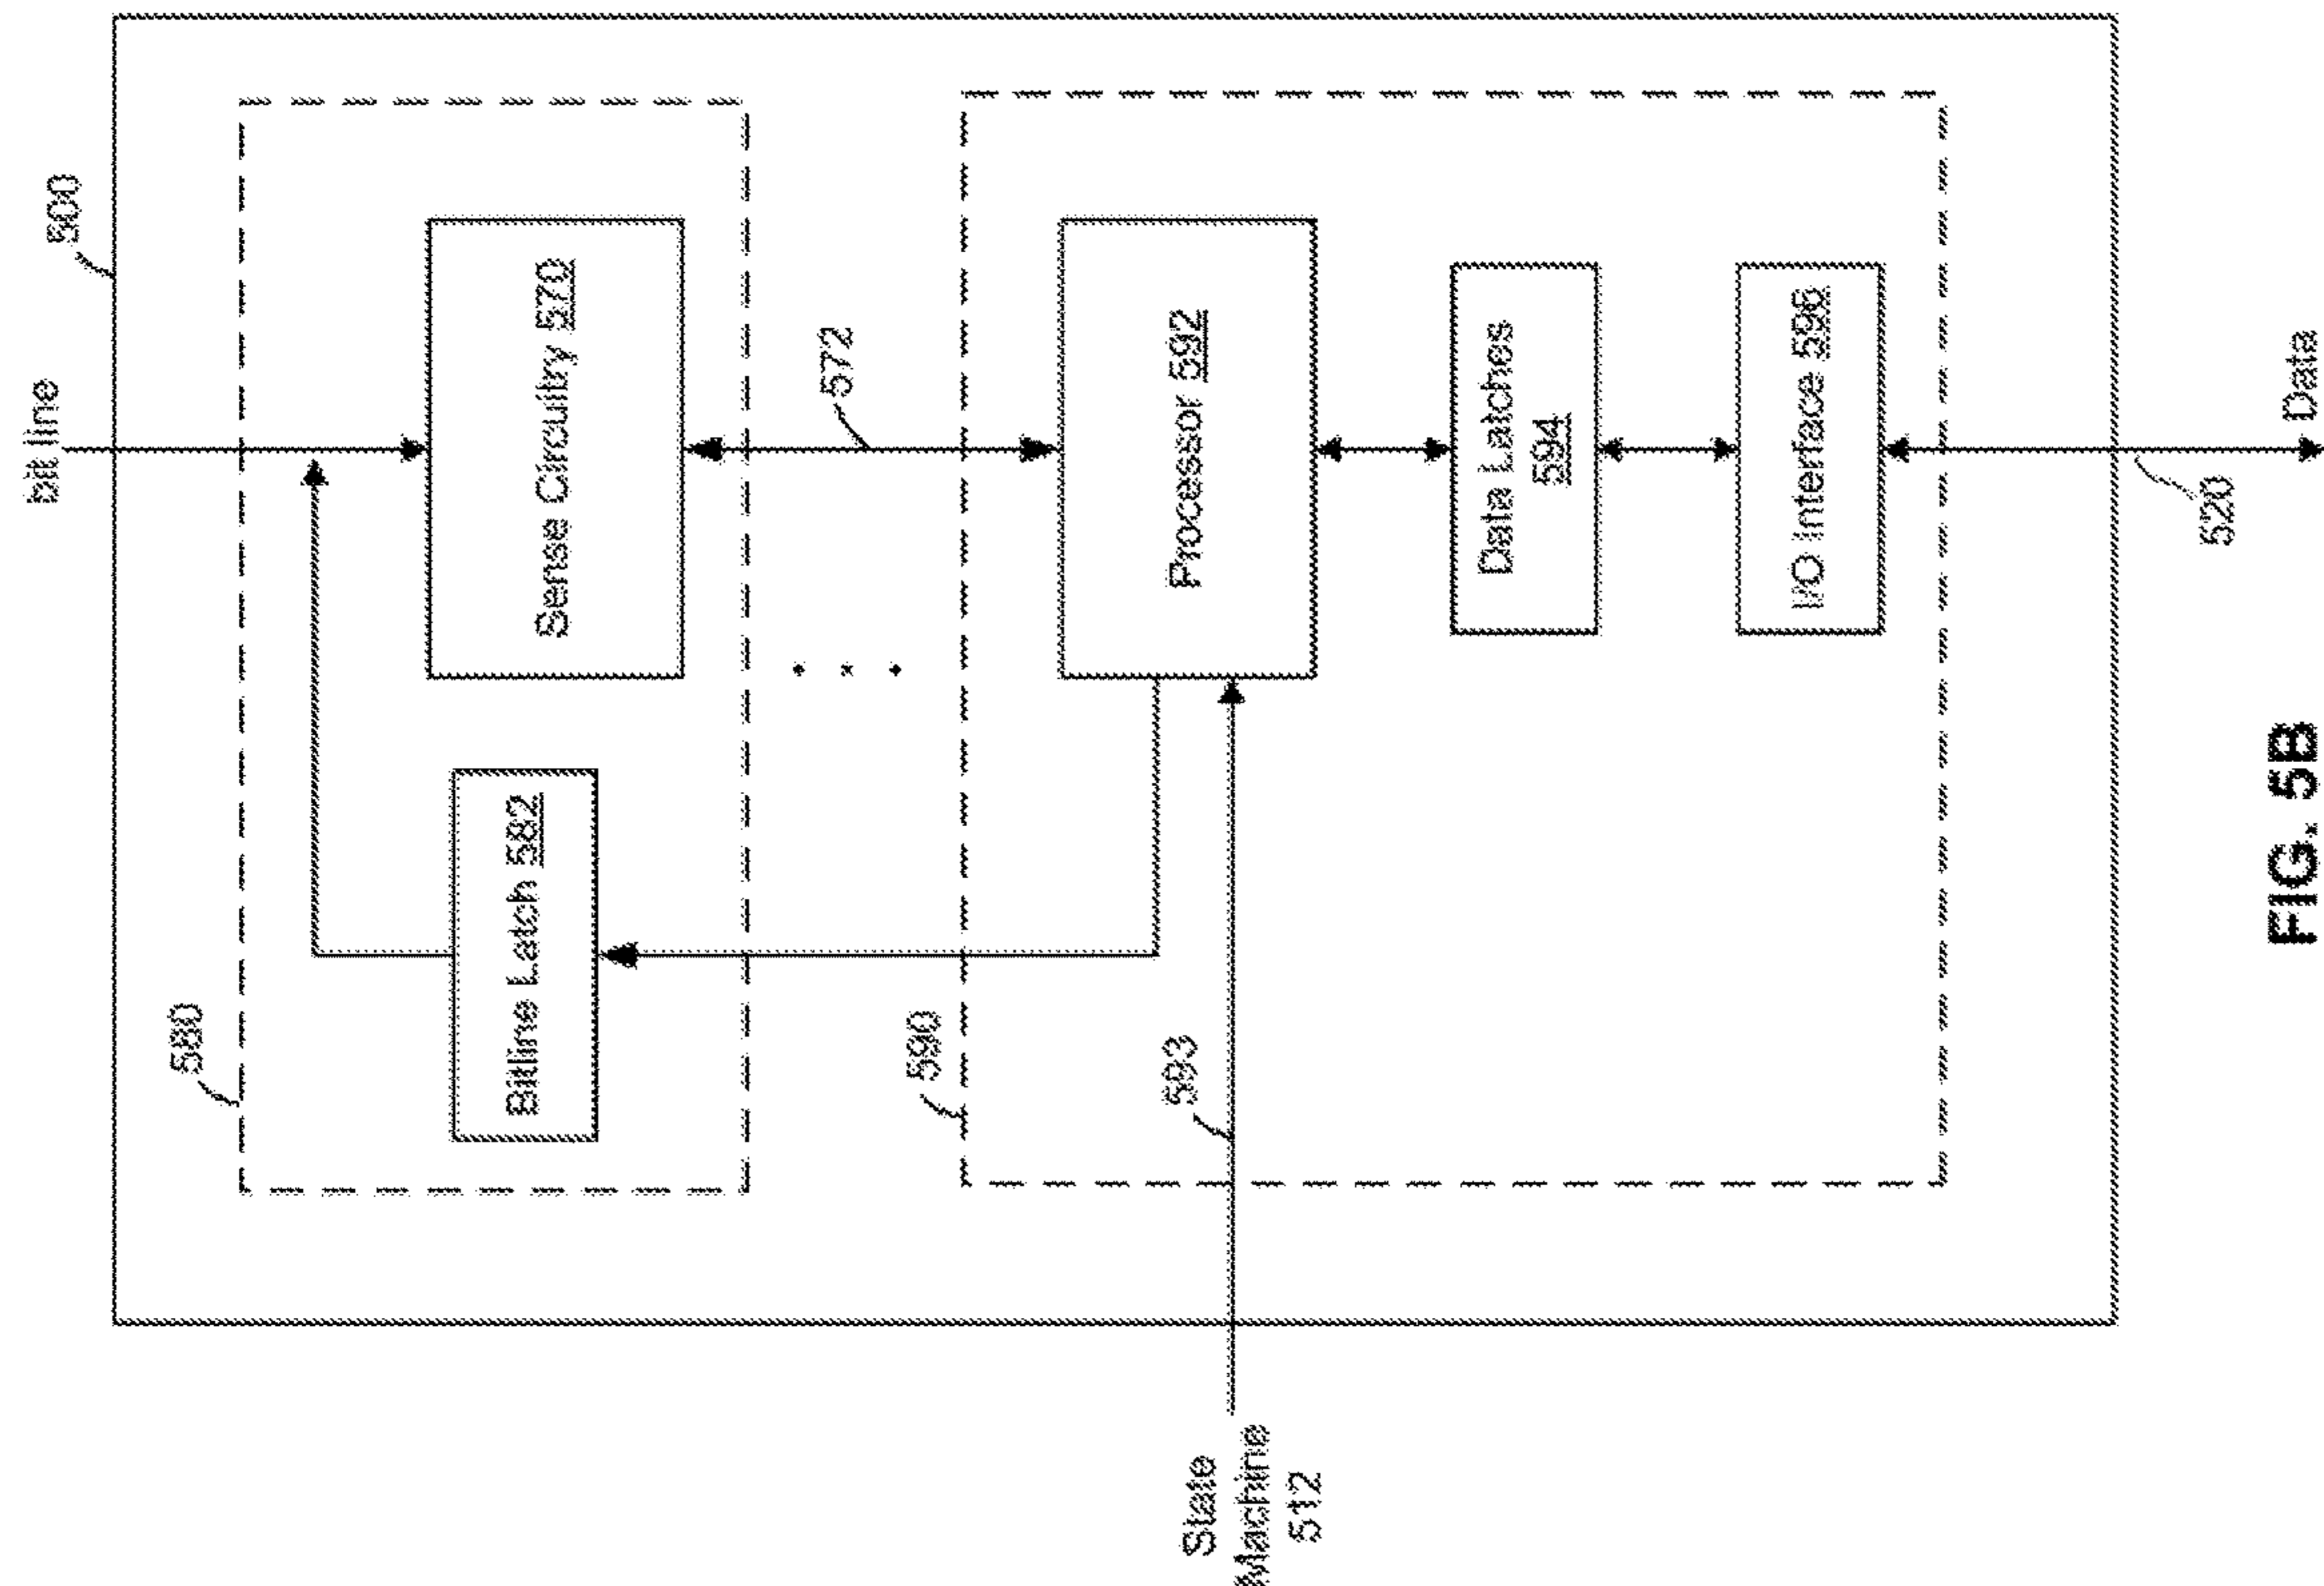 bit line
500
580
Bitline Latch 582
Sense Circuitry 570
572
590
State
Machine
512
593
Processor 592
Data Latches
594
I/O Interface 596
520
Data
FIG. 5B